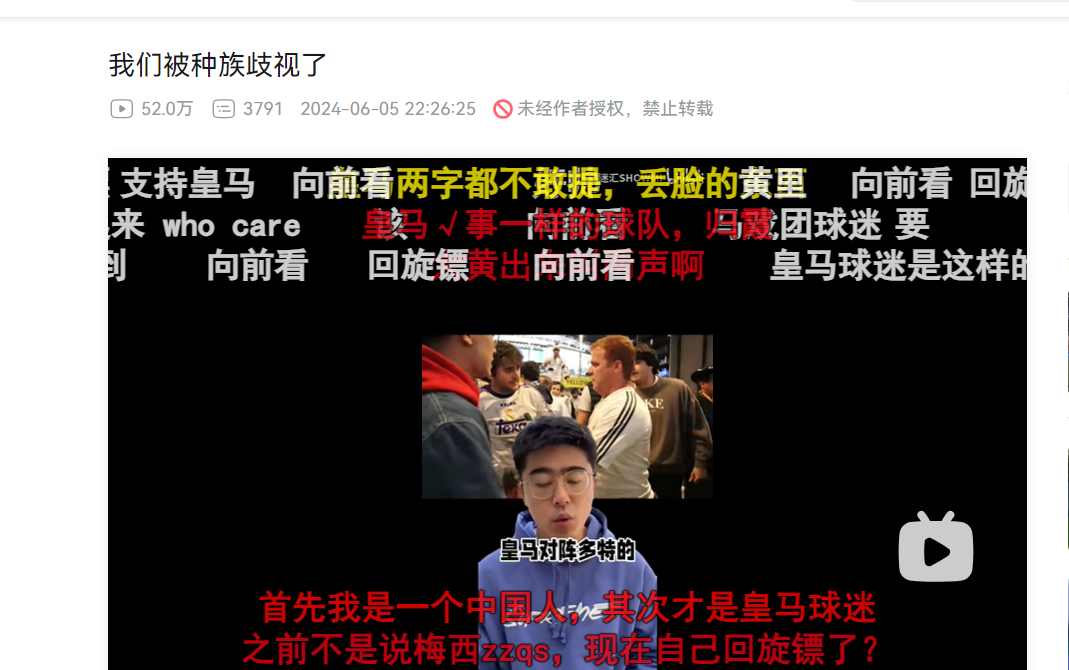 我们被种族歧视了
52.0万 3791 2024-06-05 22:26:25 未经作者授权，禁止转载
支持皇马 向前看 两字都不敢提，丢脸的 黄里 向前看 回旋
来 who care 皇马√事一样的球队，归 团球迷 要
到 向前看 回旋镖 黄出 向前看 声啊 皇马球迷是这样的
皇马对阵多特的
首先我是一个中国人，其次才是皇马球迷
之前不是说梅西zzqs，现在自己回旋镖了？